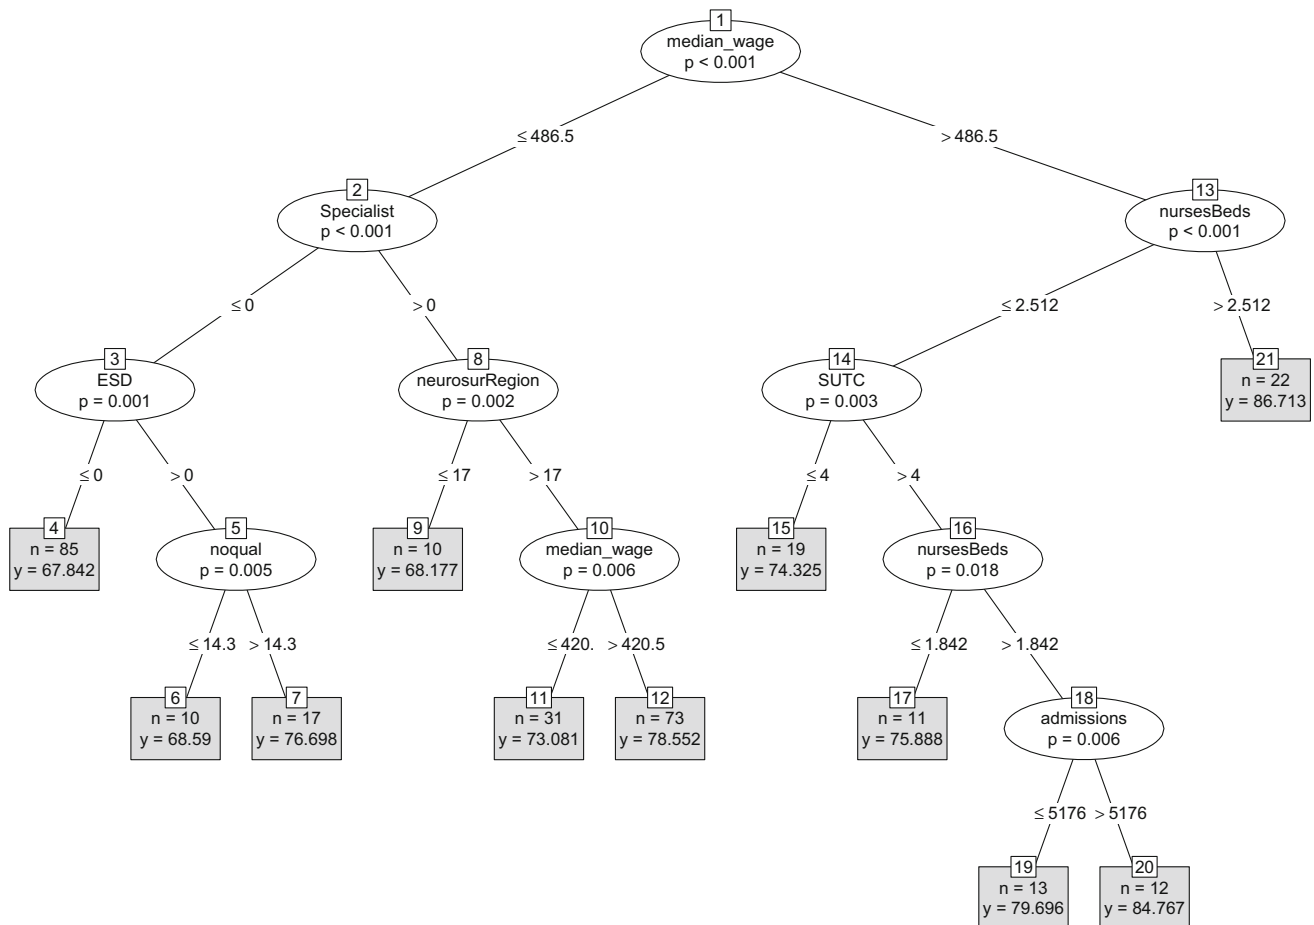 1
median_wage
p < 0.001
≤ 486.5
> 486.5
2
Specialist
p < 0.001
13
nursesBeds
p < 0.001
≤ 0
> 0
≤ 2.512
> 2.512
3
ESD
p = 0.001
8
neurosurRegion
p = 0.002
14
SUTC
p = 0.003
21
n = 22
y = 86.713
≤ 0
> 0
≤ 17
> 17
≤ 4
> 4
4
n = 85
y = 67.842
5
noqual
p = 0.005
9
n = 10
y = 68.177
10
median_wage
p = 0.006
15
n = 19
y = 74.325
16
nursesBeds
p = 0.018
≤ 14.3
> 14.3
≤ 420.
> 420.5
≤ 1.842
> 1.842
6
n = 10
y = 68.59
7
n = 17
y = 76.698
11
n = 31
y = 73.081
12
n = 73
y = 78.552
17
n = 11
y = 75.888
18
admissions
p = 0.006
≤ 5176
> 5176
19
n = 13
y = 79.696
20
n = 12
y = 84.767